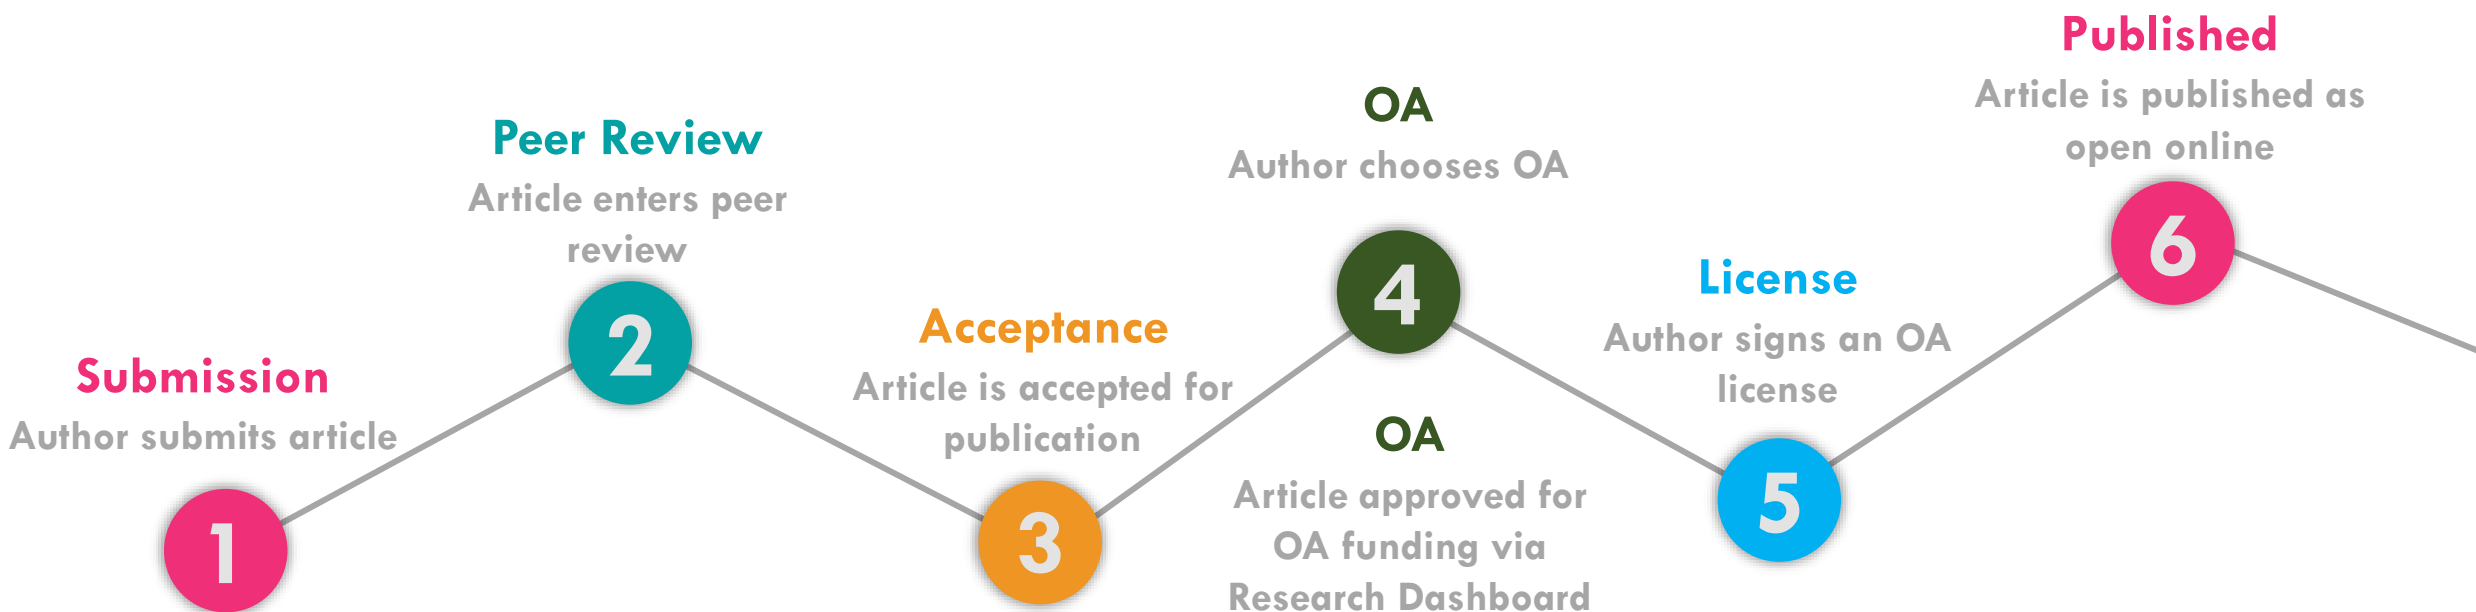 Submission
Author submits article
1
Peer Review
Article enters peer
review
2
Acceptance
Article is accepted for
publication
3
OA
Author chooses OA
4
OA
Article approved for
OA funding via
Research Dashboard
License
Author signs an OA
license
5
Published
Article is published as
open online
6